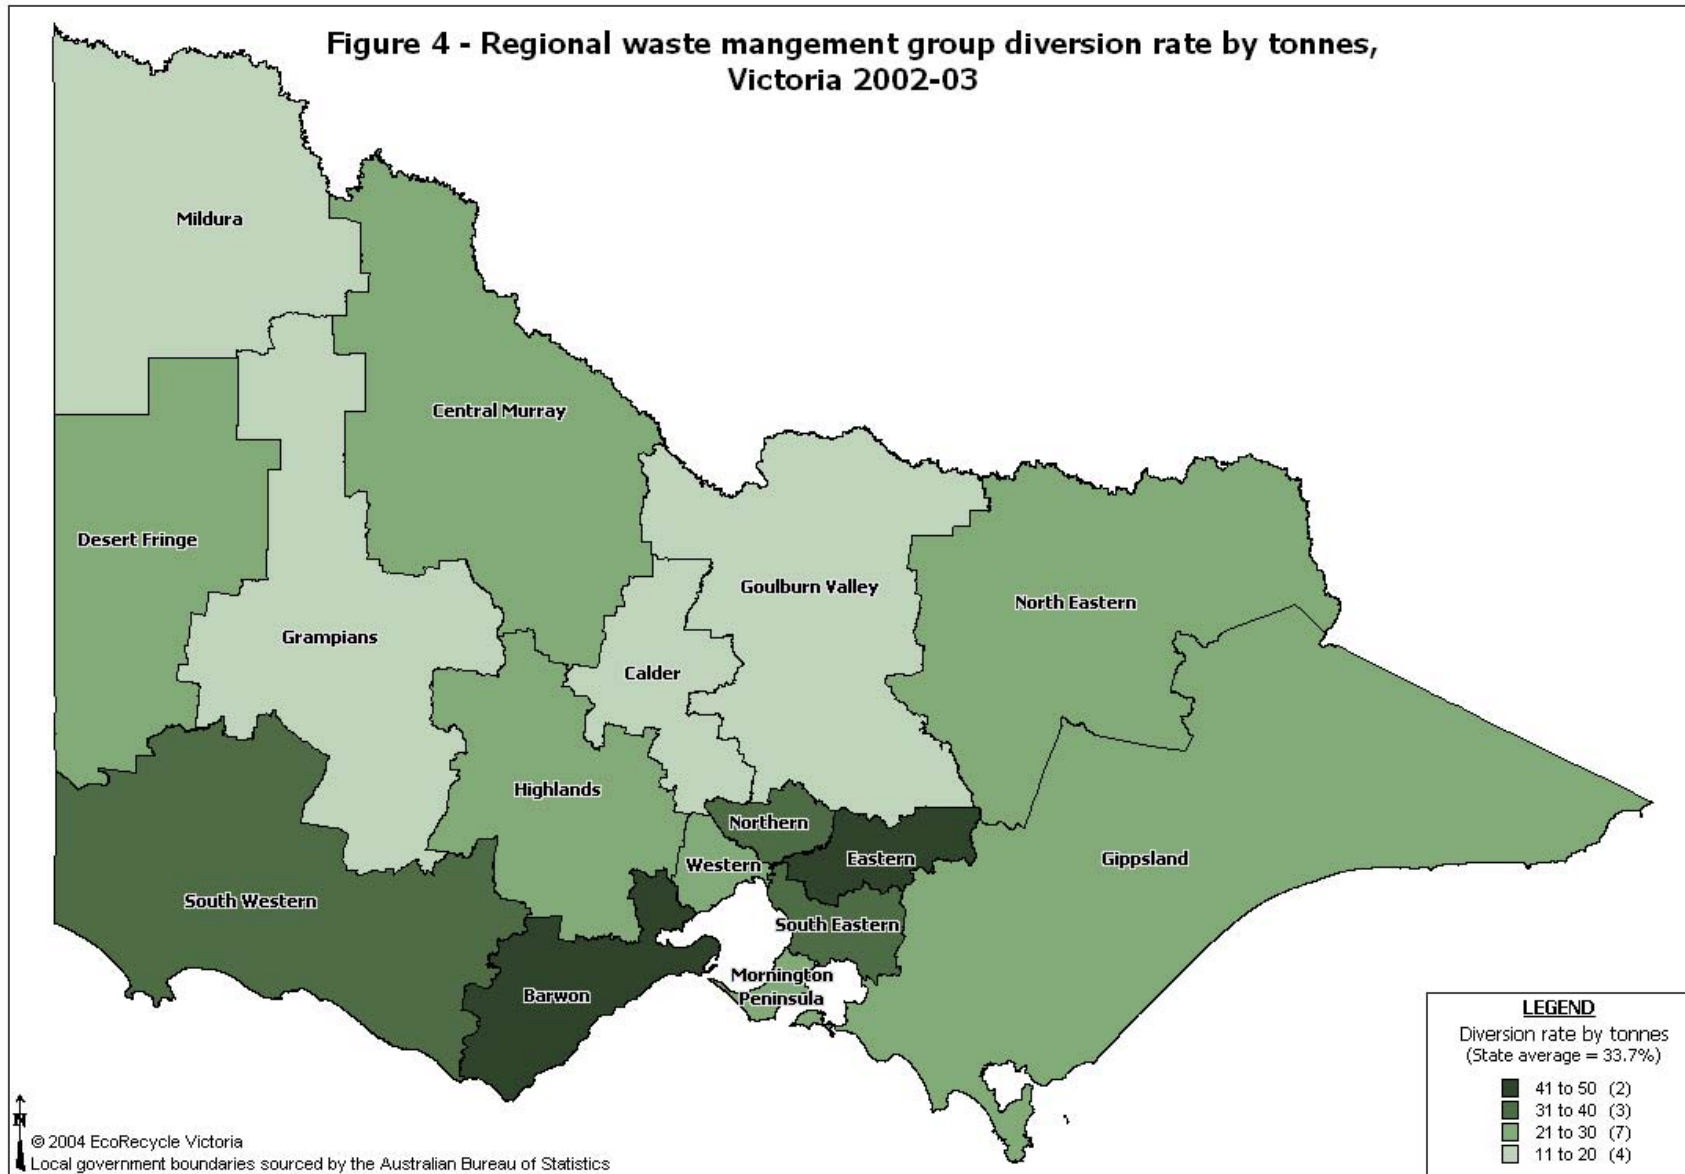 Figure 4 - Regional waste mangement group diversion rate by tonnes,
Victoria 2002-03
Mildura
Central Murray
Desert Fringe
Goulburn Valley
North Eastern
Grampians
Calder
Highlands
Northern
Western
Eastern
Gippsland
South Western
South Eastern
Mornington
Peninsula
Barwon
LEGEND
Diversion rate by tonnes
(State average = 33.7%)
41 to 50 (2)
31 to 40 (3)
21 to 30 (7)
11 to 20 (4)
N
© 2004 EcoRecycle Victoria
Local government boundaries sourced by the Australian Bureau of Statistics